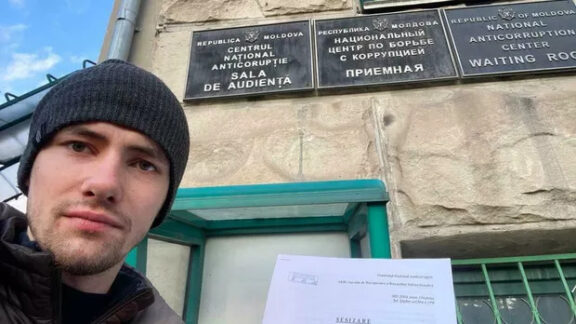 REPUBLICA MOLDOVA
CENTRUL
NAȚIONAL
ANTICORUPȚIE
SALA
DE AUDIENȚA
РЕСПУБЛИКА МОЛДОВА
НАЦИОНАЛЬНЫЙ
ЦЕНТР ПО БОРЬБЕ
С КОРРУПЦИЕЙ
ПРИЕМНАЯ
REPUBLIC OF MOLDOVA
NATIONAL
ANTICORRUPTION
CENTER
WAITING ROO
SESIZARE